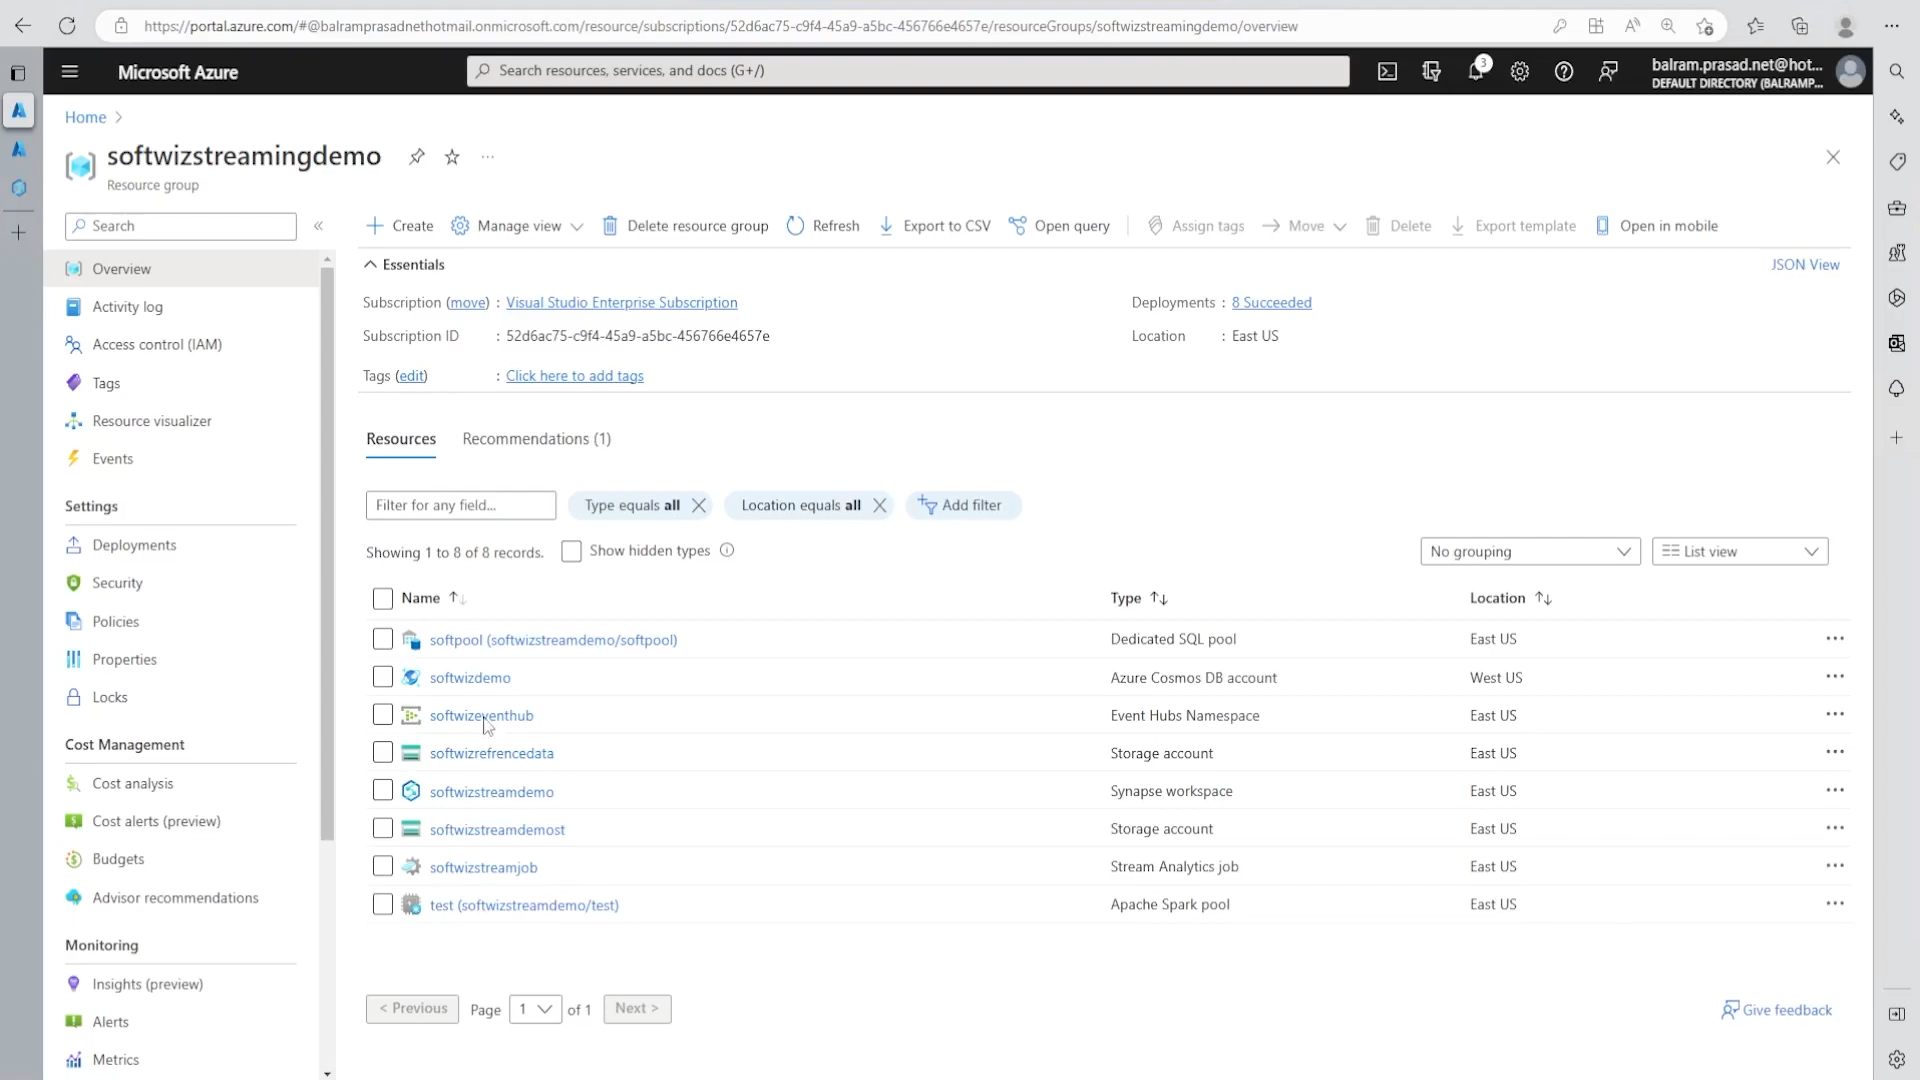 https://portal.azure.com/#@balramprasadnethotmail.onmicrosoft.com/resource/subscriptions/52d6ac75-c9f4-45a9-a5bc-456766e4657e/resourceGroups/softwizstreamingdemo/overview
Microsoft Azure
Search resources, services, and docs (G+/)
3
balram.prasad.net@hot...
DEFAULT DIRECTORY (BALRAMP...
Home
softwizstreamingdemo
Resource group
Search
Create Manage view Delete resource group Refresh Export to CSV Open query Assign tags Move Delete Export template Open in mobile
Overview
Activity log
Access control (IAM)
Tags
Resource visualizer
Events
Settings
Deployments
Security
Policies
Properties
Locks
Cost Management
Cost analysis
Cost alerts (preview)
Budgets
Advisor recommendations
Monitoring
Insights (preview)
Alerts
Metrics
Essentials JSON View
Subscription (move) : Visual Studio Enterprise Subscription Deployments : 8 Succeeded
Subscription ID : 52d6ac75-c9f4-45a9-a5bc-456766e4657e Location : East US
Tags (edit) : Click here to add tags
Resources Recommendations (1)
Filter for any field... Type equals all Location equals all Add filter
Showing 1 to 8 of 8 records. Show hidden types No grouping List view
Name Type Location
softpool (softwizstreamdemo/softpool) Dedicated SQL pool East US
softwizdemo Azure Cosmos DB account West US
softwizeventhub Event Hubs Namespace East US
softwizrefrencedata Storage account East US
softwizstreamdemo Synapse workspace East US
softwizstreamdemost Storage account East US
softwizstreamjob Stream Analytics job East US
test (softwizstreamdemo/test) Apache Spark pool East US
< Previous Page 1 of 1 Next > Give feedback